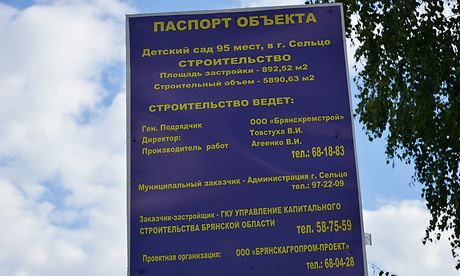 ПАСПОРТ ОБЪЕКТА
Детский сад 95 мест, в г. Сельцо
СТРОИТЕЛЬСТВО
Площадь застройки - 892,52 м2
Строительный объем - 5890,63 м2
СТРОИТЕЛЬСТВО ВЕДЕТ:
Ген. Подрядчик ООО «Брянскремстрой»
Директор: Товстуха В.И.
Производитель работ Агеенко В.И.
тел.: 68-18-83
Муниципальный заказчик - Администрация г. Сельцо
тел.: 97-22-09
Заказчик-застройщик - ГКУ УПРАВЛЕНИЕ КАПИТАЛЬНОГО
СТРОИТЕЛЬСТВА БРЯНСКОЙ ОБЛАСТИ тел. 58-75-59
Проектная организация: ООО «БРЯНСКАГРОПРОМ-ПРОЕКТ»
тел.: 68-04-28